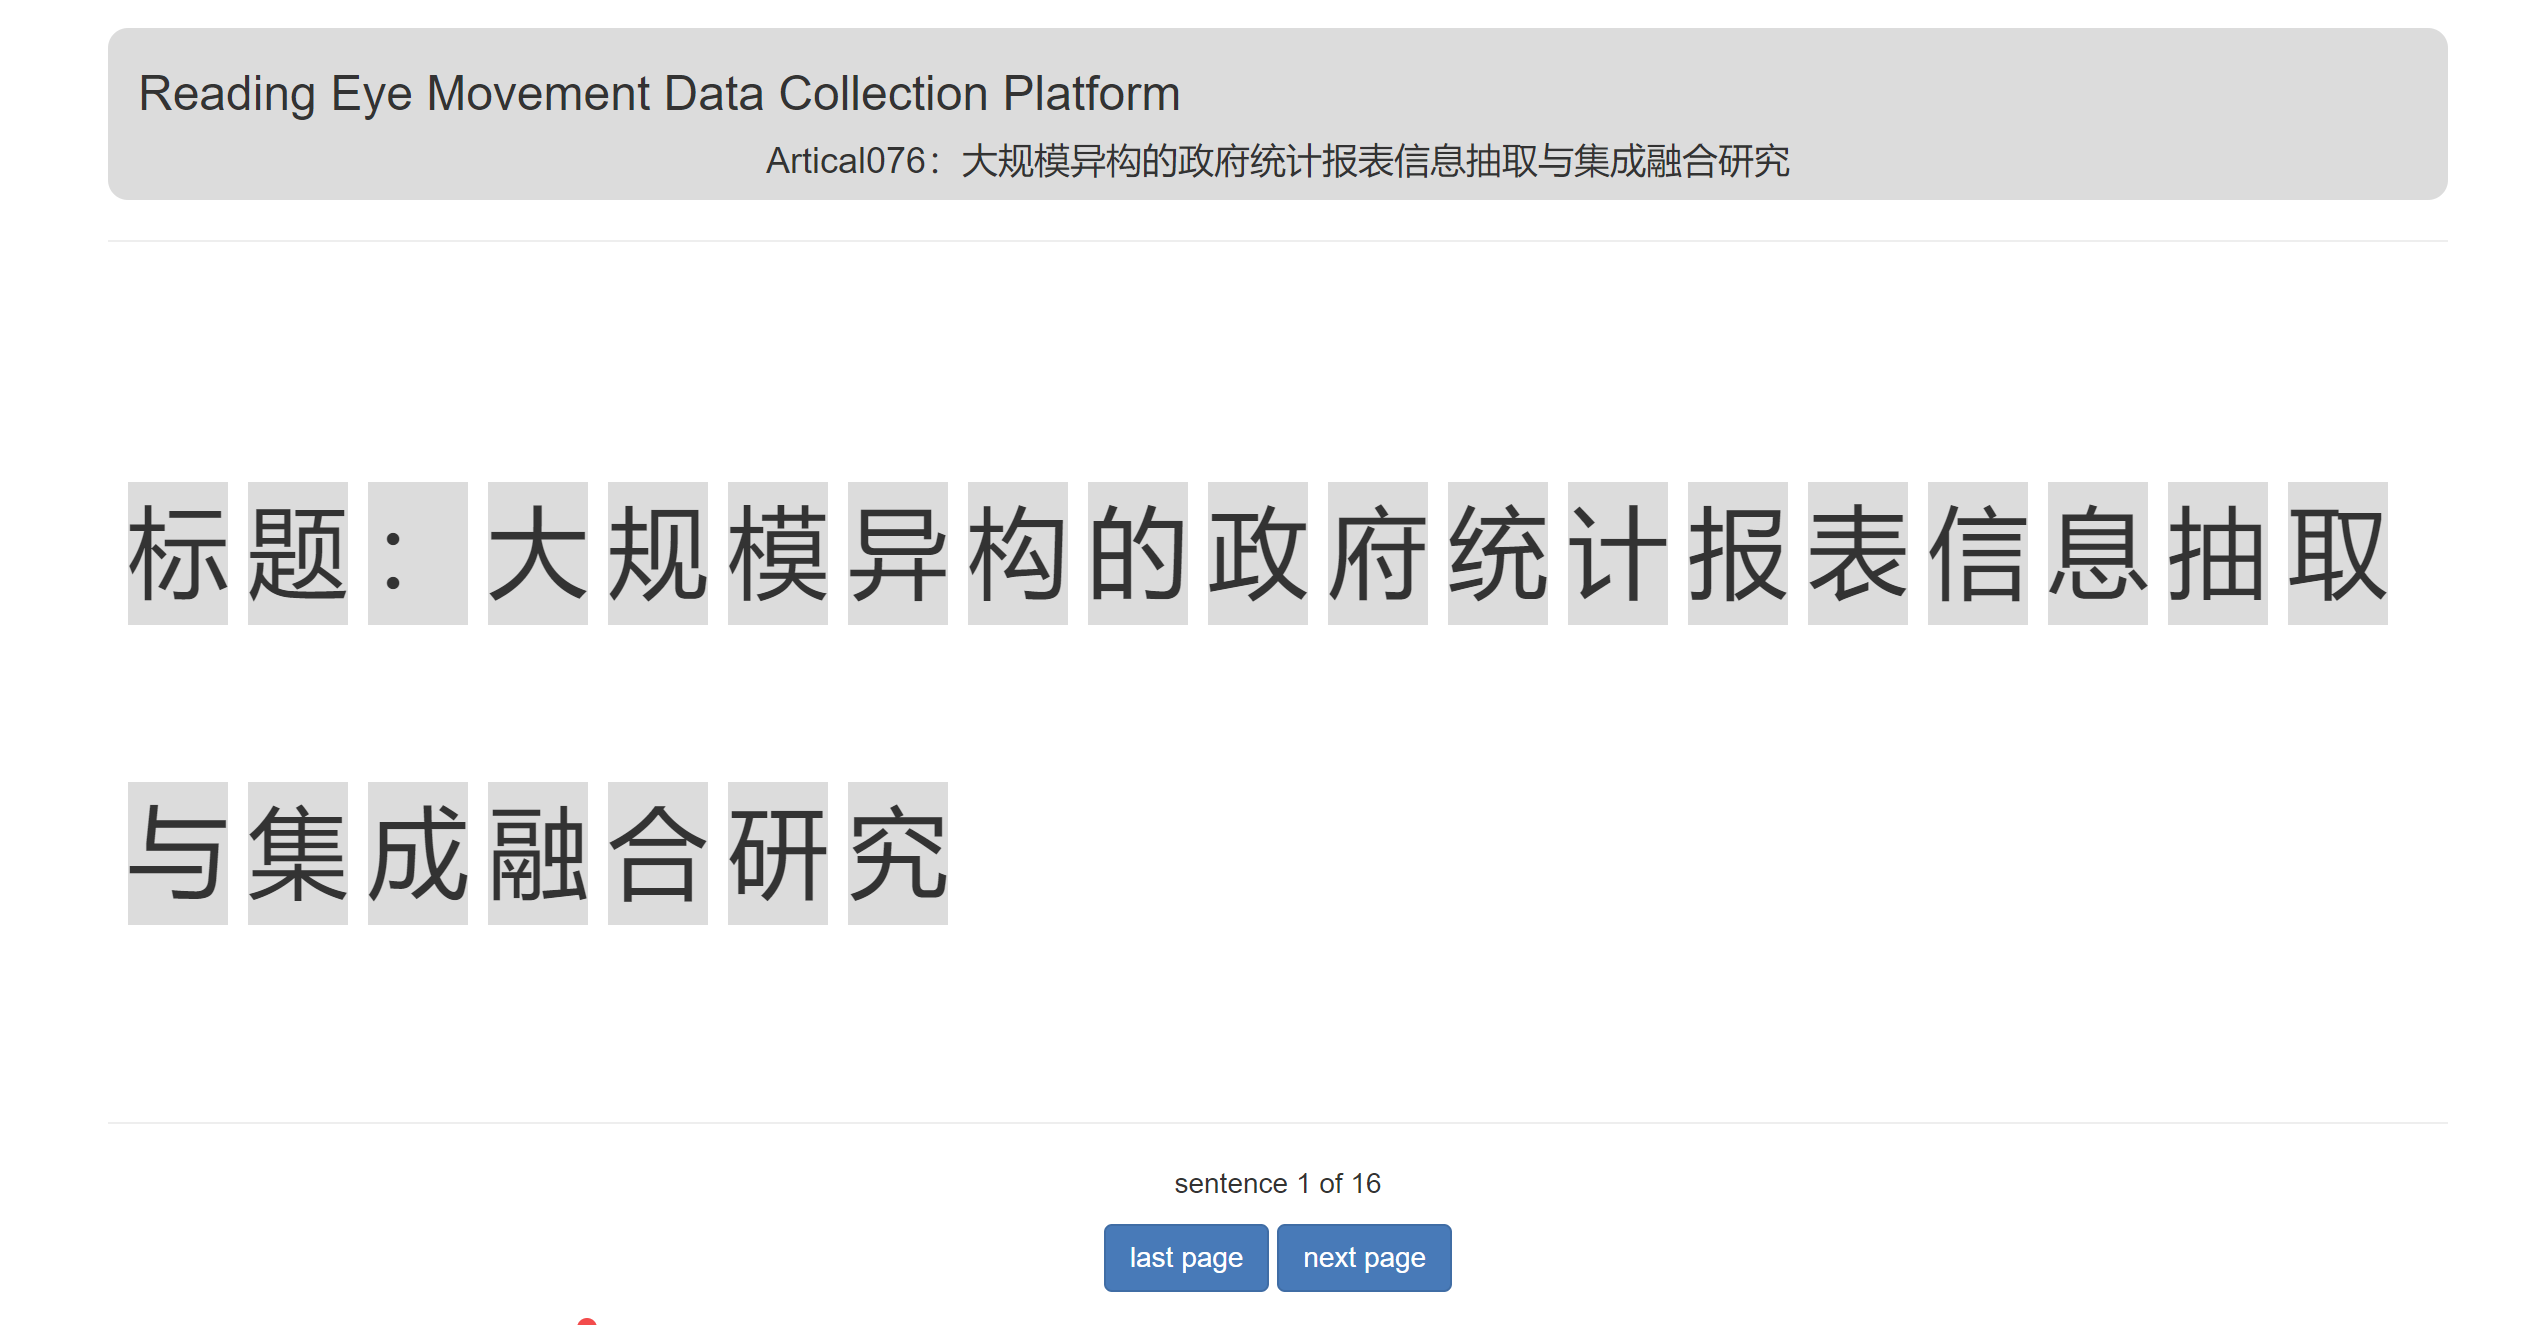 Reading Eye Movement Data Collection Platform
Artical076：大规模异构的政府统计报表信息抽取与集成融合研究
标题：大规模异构的政府统计报表信息抽取
与集成融合研究
sentence 1 of 16
last page next page